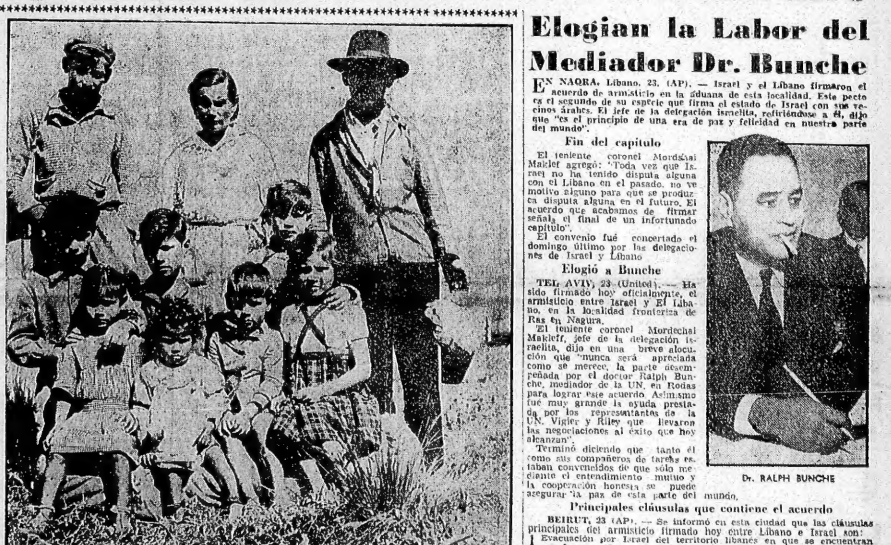 Elogian la Labor del
Mediador Dr. Bunche
EN NAQRA, Líbano, 23, (AP). — Israel y el Líbano firmaron el
acuerdo de armisticio en la aduana de esta localidad. Este pacto
es el segundo de su especie que firma el estado de Israel con sus ve-
cinos árabes. El jefe de la delegación ismelita, refiriéndose a él, dijo
que "es el principio de una era de paz y felicidad en nuestra parte
del mundo".
Fin del capítulo
El teniente coronel Mordshai
Maklef agregó: "Toda vez que Is-
rael no ha tenido disputa alguna
con el Líbano en el pasado, no ve
motivo alguno para que se produz-
ca disputa alguna en el futuro. El
acuerdo que acabamos de firmar
señala el final de un infortunado
capítulo".
El convenio fué concertado el
domingo último por las delegacio-
nes de Israel y Líbano
Elogió a Bunche
TEL AVIV, 23 (United). — Ha
sido firmado hoy oficialmente, el
armisticio entre Israel y El Liba-
no, en la localidad fronteriza de
Ras en Nagura.
El teniente coronel Mordechai
Makleff, jefe de la delegación is-
raelita, dijo en una breve alocu-
ción que "nunca será apreciada
como se merece, la parte desem-
peñada por el doctor Ralph Bun-
che, mediador de la UN, en Rodas
para lograr este acuerdo. Asimismo
fué muy grande la ayuda presta-
da por los representantes de la
UN. Vigier y Riley que llevaron
las negociaciones al éxito que hoy
alcanzan".
Terminó diciendo que tanto él
como sus compañeros de tareas es-
taban convencidos de que sólo me
diante el entendimiento mutuo y
la cooperación honesta se puede
asegurar la paz de esta parte del mundo.
Dr. RALPH BUNCHE
Principales cláusulas que contiene el acuerdo
BEIRUT, 23 (AP). — Se informó en esta ciudad que las cláusulas
principales del armisticio firmado hoy entre Líbano e Israel son:
1 Evacuación por Israel del territorio libanés en que se encuentran